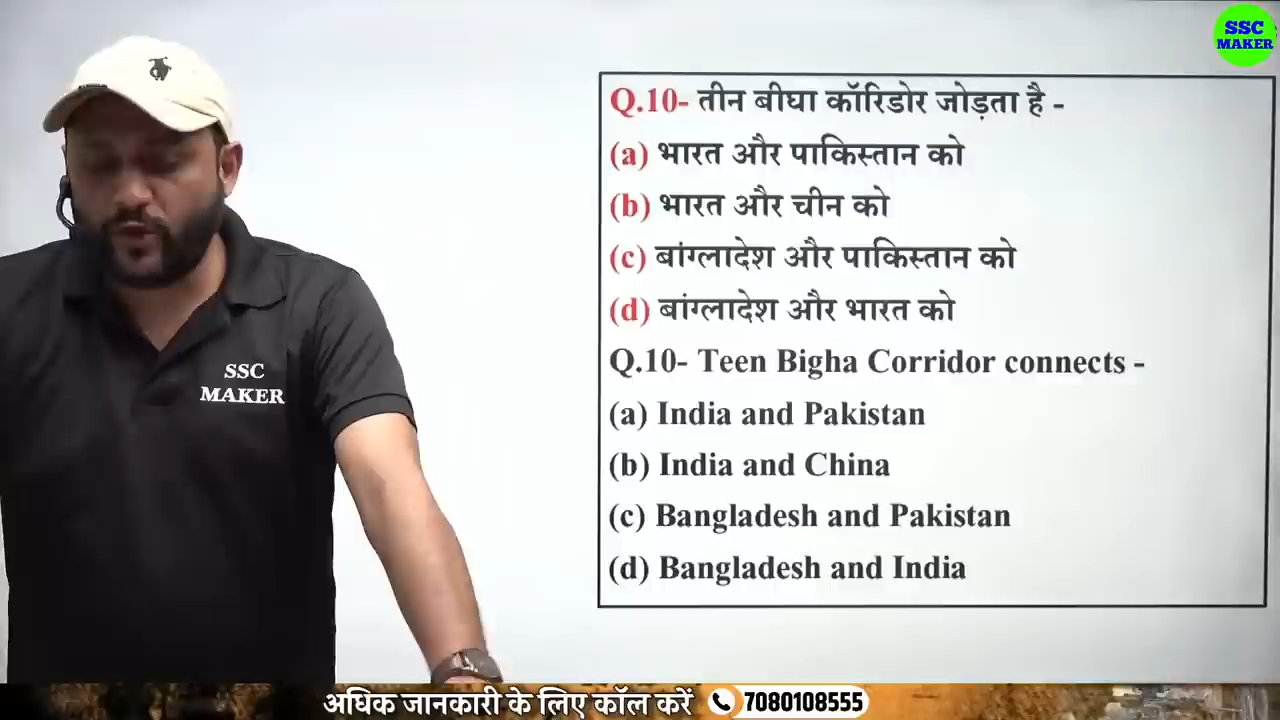 SSC
MAKER
Q.10- तीन बीघा कॉरिडोर जोड़ता है -
(a) भारत और पाकिस्तान को
(b) भारत और चीन को
(c) बांग्लादेश और पाकिस्तान को
(d) बांग्लादेश और भारत को
Q.10- Teen Bigha Corridor connects -
(a) India and Pakistan
(b) India and China
(c) Bangladesh and Pakistan
(d) Bangladesh and India
SSC
MAKER
अधिक जानकारी के लिए कॉल करें 7080108555